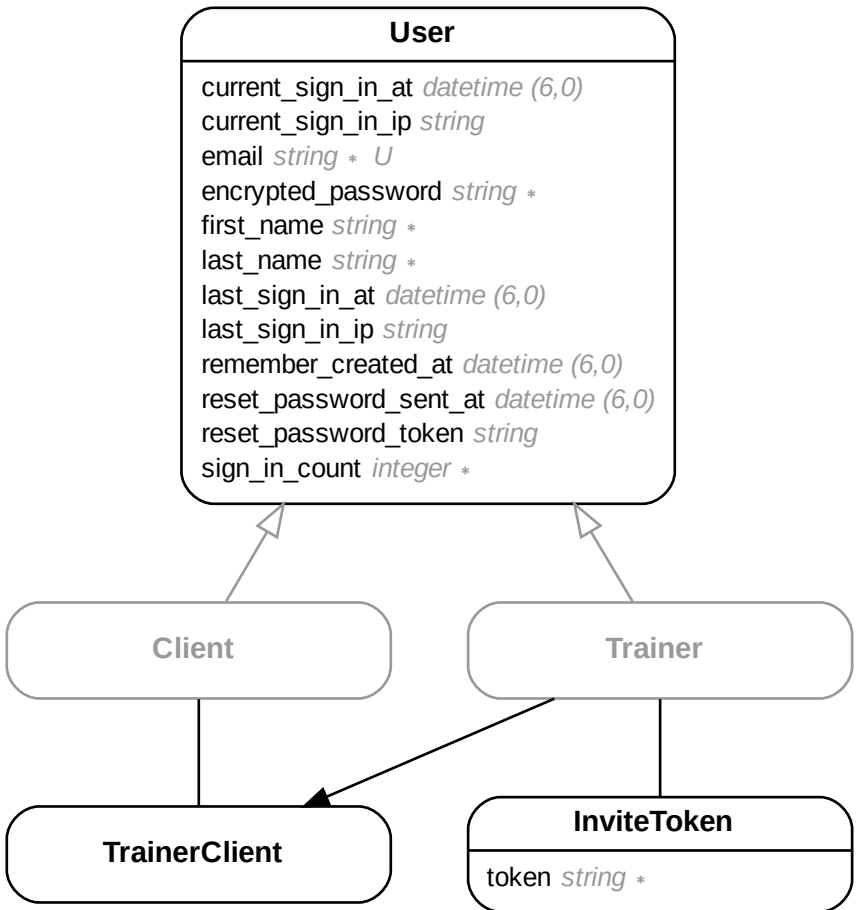 User
current_sign_in_at datetime (6,0)
current_sign_in_ip string
email string * U
encrypted_password string *
first_name string *
last_name string *
last_sign_in_at datetime (6,0)
last_sign_in_ip string
remember_created_at datetime (6,0)
reset_password_sent_at datetime (6,0)
reset_password_token string
sign_in_count integer *
Client
Trainer
TrainerClient
InviteToken
token string *